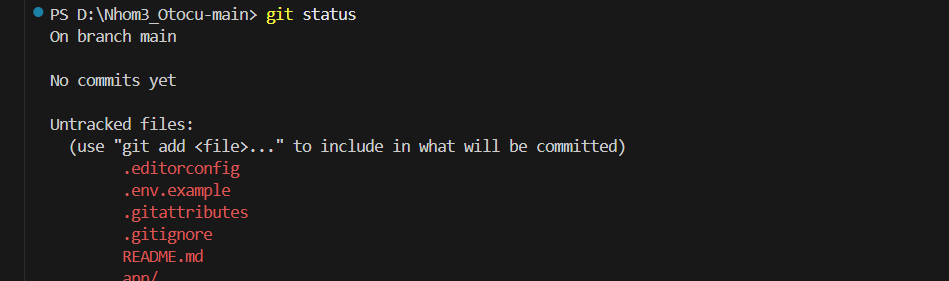 PS D:\Nhom3_Otocu-main> git status
On branch main
No commits yet
Untracked files:
(use "git add <file>..." to include in what will be committed)
.editorconfig
.env.example
.gitattributes
.gitignore
README.md
app/